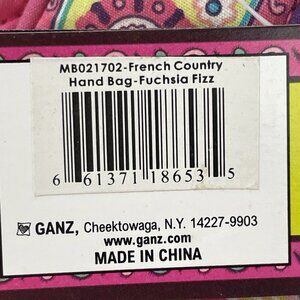 MB021702-French Country
Hand Bag-Fuchsia Fizz
6 61371 18653 5
GANZ, Cheektowaga, N.Y. 14227-9903
www.ganz.com
MADE IN CHINA